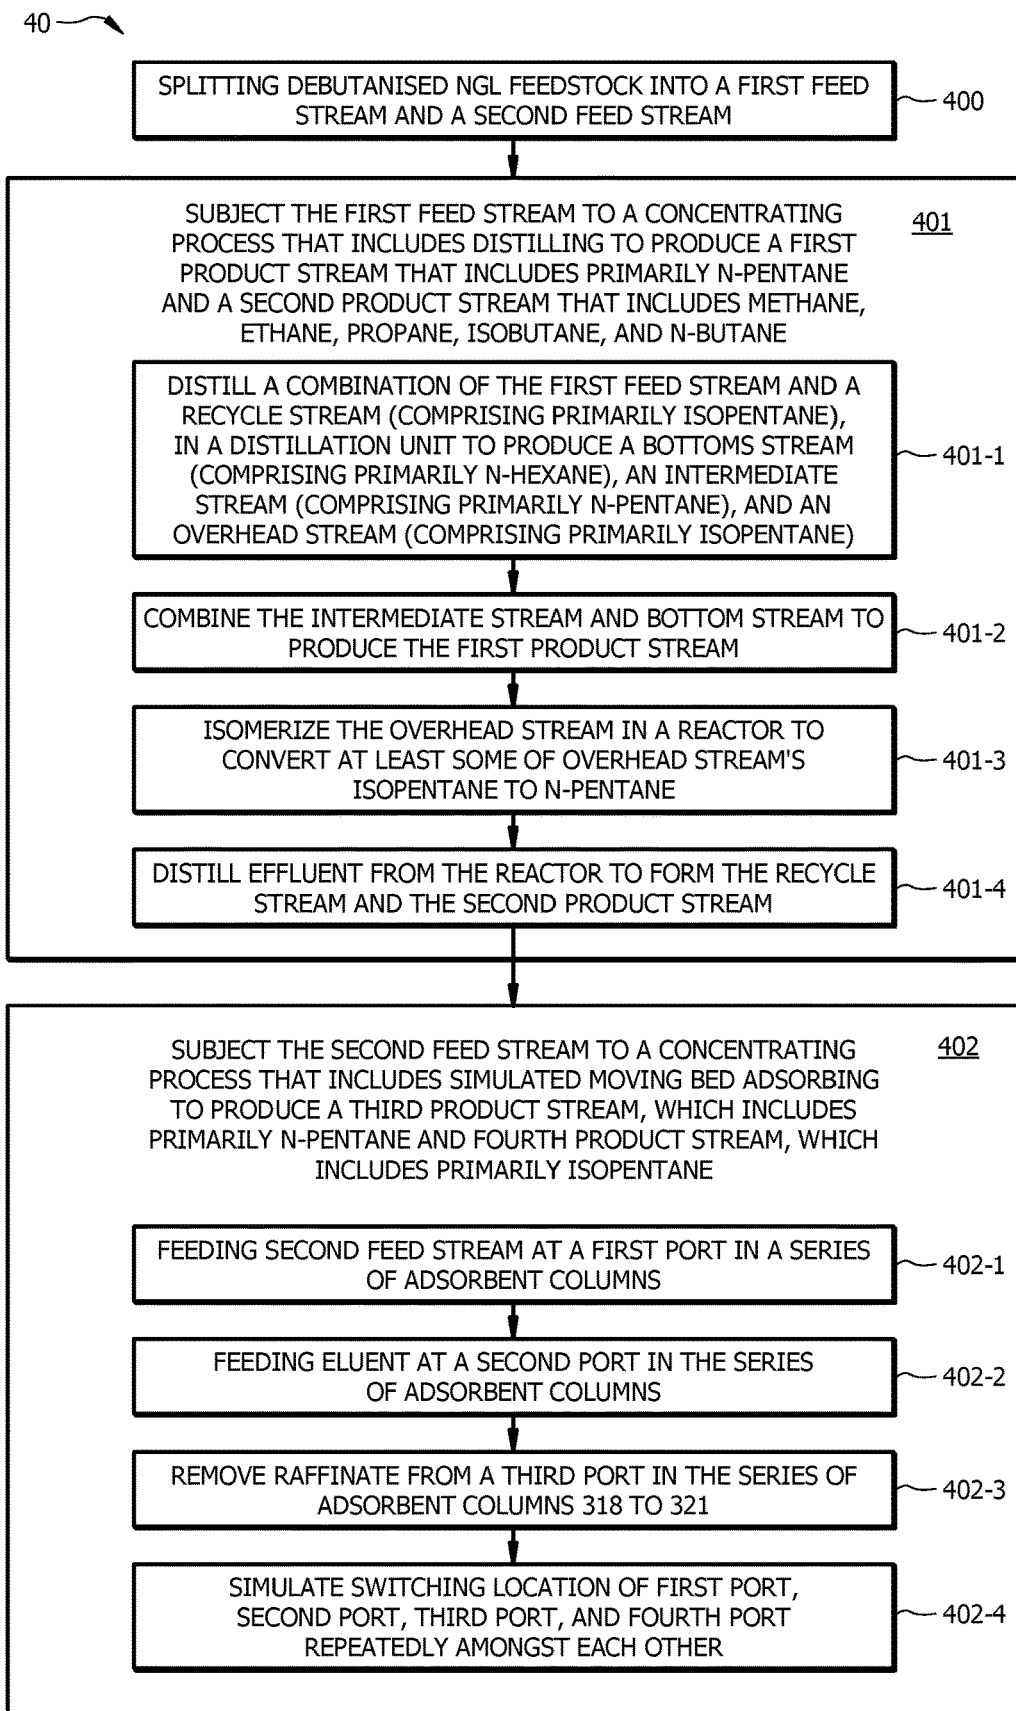 40
SPLITTING DEBUTANISED NGL FEEDSTOCK INTO A FIRST FEED
STREAM AND A SECOND FEED STREAM
400
SUBJECT THE FIRST FEED STREAM TO A CONCENTRATING
PROCESS THAT INCLUDES DISTILLING TO PRODUCE A FIRST
PRODUCT STREAM THAT INCLUDES PRIMARILY N-PENTANE
AND A SECOND PRODUCT STREAM THAT INCLUDES METHANE,
ETHANE, PROPANE, ISOBUTANE, AND N-BUTANE
401
DISTILL A COMBINATION OF THE FIRST FEED STREAM AND A
RECYCLE STREAM (COMPRISING PRIMARILY ISOPENTANE),
IN A DISTILLATION UNIT TO PRODUCE A BOTTOMS STREAM
(COMPRISING PRIMARILY N-HEXANE), AN INTERMEDIATE
STREAM (COMPRISING PRIMARILY N-PENTANE), AND AN
OVERHEAD STREAM (COMPRISING PRIMARILY ISOPENTANE)
401-1
COMBINE THE INTERMEDIATE STREAM AND BOTTOM STREAM TO
PRODUCE THE FIRST PRODUCT STREAM
401-2
ISOMERIZE THE OVERHEAD STREAM IN A REACTOR TO
CONVERT AT LEAST SOME OF OVERHEAD STREAM'S
ISOPENTANE TO N-PENTANE
401-3
DISTILL EFFLUENT FROM THE REACTOR TO FORM THE RECYCLE
STREAM AND THE SECOND PRODUCT STREAM
401-4
SUBJECT THE SECOND FEED STREAM TO A CONCENTRATING
PROCESS THAT INCLUDES SIMULATED MOVING BED ADSORBING
TO PRODUCE A THIRD PRODUCT STREAM, WHICH INCLUDES
PRIMARILY N-PENTANE AND FOURTH PRODUCT STREAM, WHICH
INCLUDES PRIMARILY ISOPENTANE
402
FEEDING SECOND FEED STREAM AT A FIRST PORT IN A SERIES
OF ADSORBENT COLUMNS
402-1
FEEDING ELUENT AT A SECOND PORT IN THE SERIES
OF ADSORBENT COLUMNS
402-2
REMOVE RAFFINATE FROM A THIRD PORT IN THE SERIES OF
ADSORBENT COLUMNS 318 TO 321
402-3
SIMULATE SWITCHING LOCATION OF FIRST PORT,
SECOND PORT, THIRD PORT, AND FOURTH PORT
REPEATEDLY AMONGST EACH OTHER
402-4